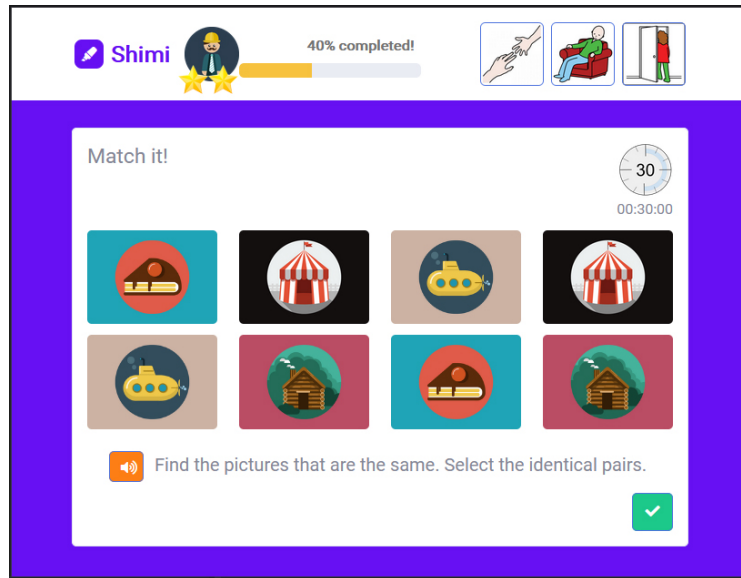 Shimi
40% completed!
Match it!
30
00:30:00
Find the pictures that are the same. Select the identical pairs.